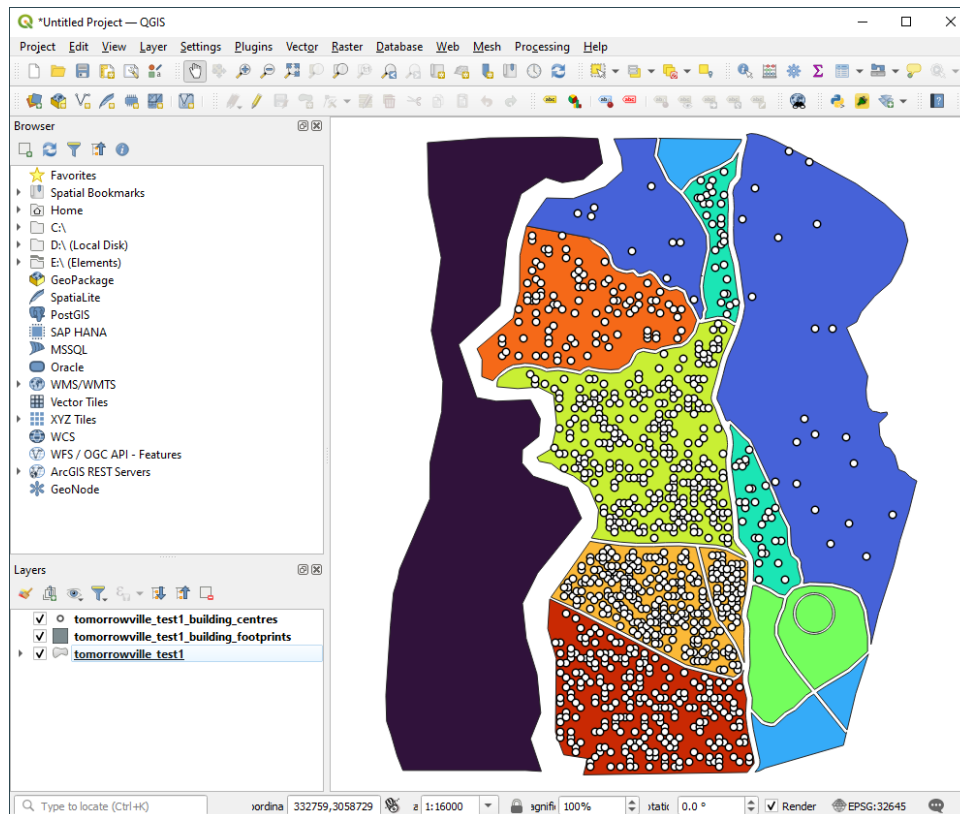 *Untitled Project — QGIS
Project Edit View Layer Settings Plugins Vector Raster Database Web Mesh Processing Help
Browser
Favorites
Spatial Bookmarks
Home
C:\
D:\ (Local Disk)
E:\ (Elements)
GeoPackage
SpatiaLite
PostGIS
SAP HANA
MSSQL
Oracle
WMS/WMTS
Vector Tiles
XYZ Tiles
WCS
WFS / OGC API - Features
ArcGIS REST Servers
GeoNode
Layers
tomorrowville_test1_building_centres
tomorrowville_test1_building_footprints
tomorrowville_test1
Type to locate (Ctrl+K) 332759,3058729 1:16000 100% 0.0 ° Render EPSG:32645